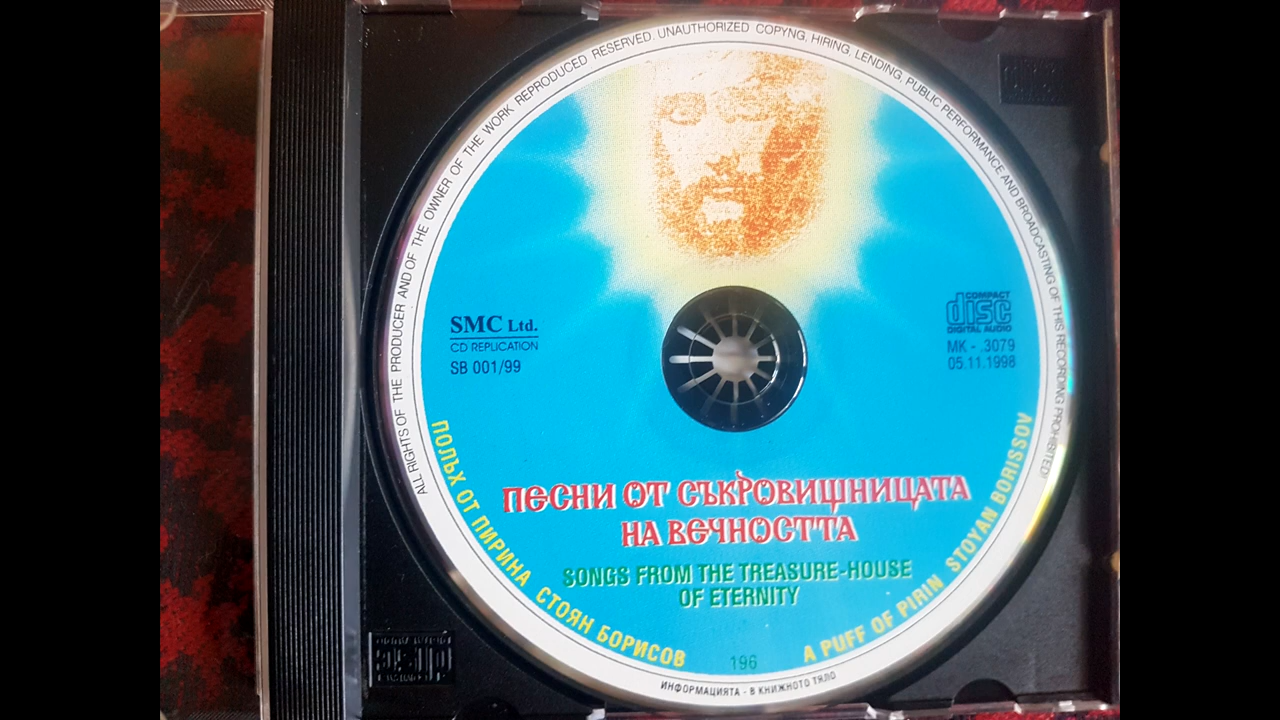 ALL RIGHTS OF THE PRODUCER AND OF THE OWNER OF THE WORK REPRODUCED RESERVED. UNAUTHORIZED COPYNG, HIRING, LENDING, PUBLIC PERFORMANCE AND BROADCASTING OF THIS RECORDING PROHIBITED!
SMC Ltd.
CD REPLICATION
SB 001/99
COMPACT
disc
DIGITAL AUDIO
MK - .3079
05.11.1998
ПЕСНИ ОТ СЪКРОВИЩНИЦАТА
НА ВЕЧНОСТТА
SONGS FROM THE TREASURE-HOUSE
OF ETERNITY
ПОЛЪХ ОТ ПИРИНА СТОЯН БОРИСОВ
196
A PUFF OF PIRIN STOYAN BORISSOV
ИНФОРМАЦИЯТА - В КНИЖНОТО ТЯЛО